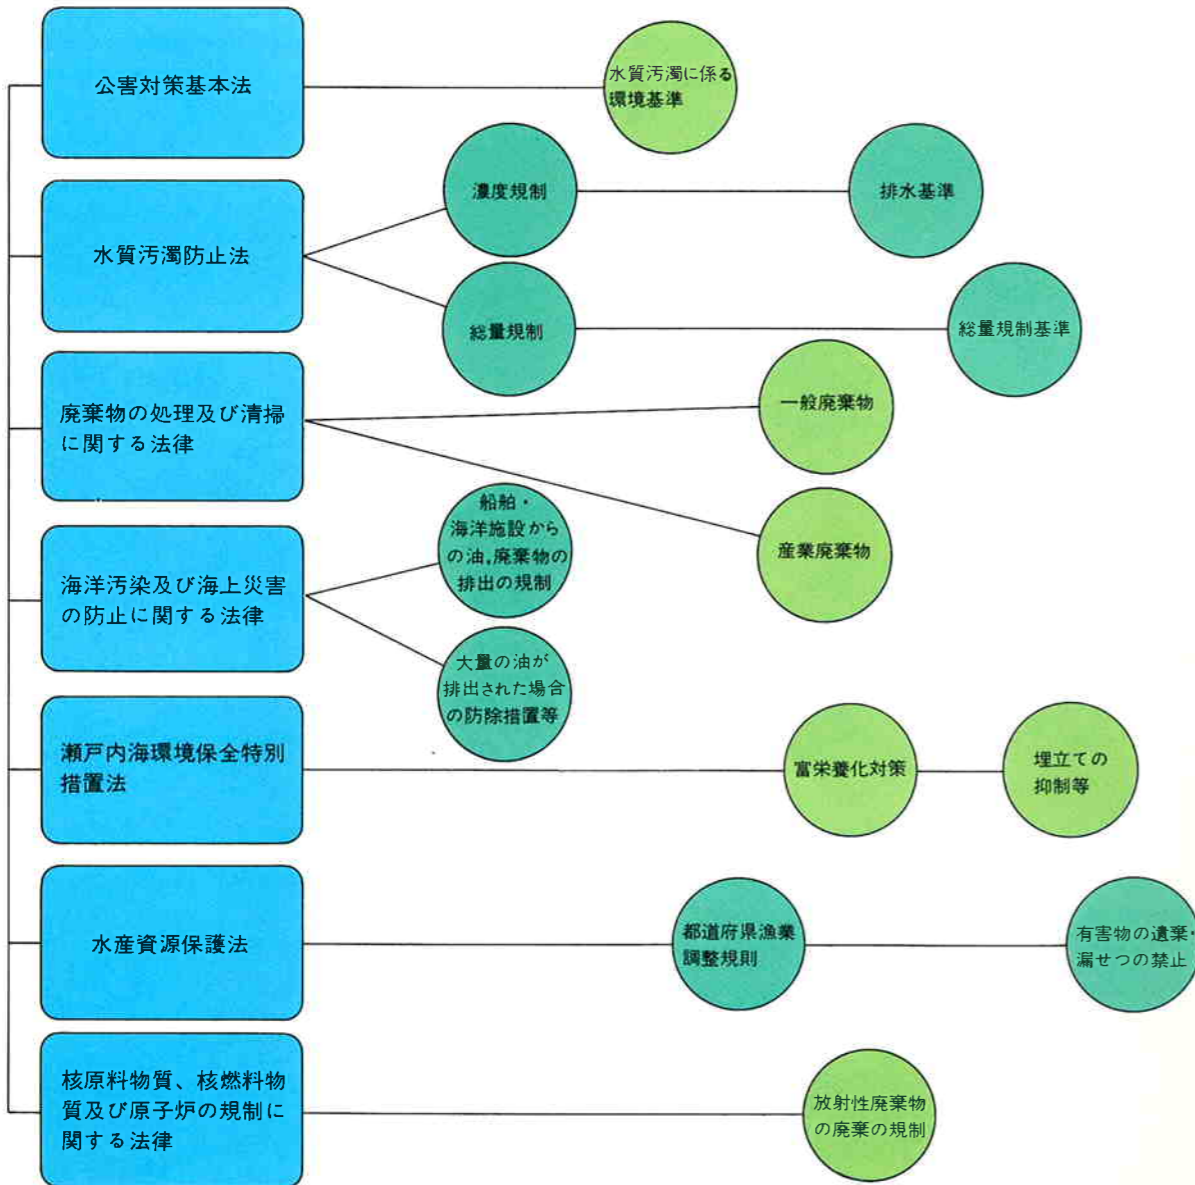 公害対策基本法
水質汚濁に係る
環境基準
水質汚濁防止法
濃度規制
排水基準
総量規制
総量規制基準
廃棄物の処理及び清掃
に関する法律
一般廃棄物
産業廃棄物
海洋汚染及び海上災害
の防止に関する法律
船舶・
海洋施設から
の油,廃棄物の
排出の規制
大量の油が
排出された場合
の防除措置等
瀬戸内海環境保全特別
措置法
富栄養化対策
埋立ての
抑制等
水産資源保護法
都道府県漁業
調整規則
有害物の遺棄・
漏せつの禁止
核原料物質、核燃料物
質及び原子炉の規制に
関する法律
放射性廃棄物
の廃棄の規制